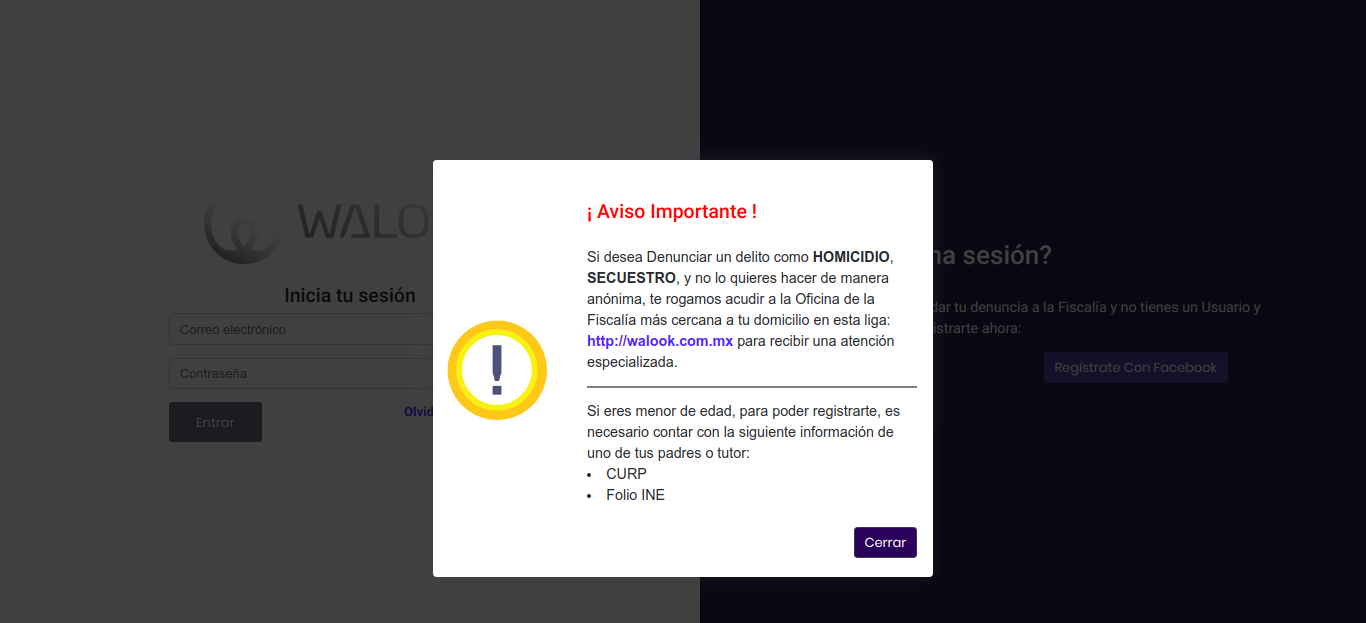 WALO
Inicia tu sesión
Correo electrónico
Contraseña
Entrar
Olvid
¡ Aviso Importante !
Si desea Denunciar un delito como HOMICIDIO,
SECUESTRO, y no lo quieres hacer de manera
anónima, te rogamos acudir a la Oficina de la
Fiscalía más cercana a tu domicilio en esta liga:
http://walook.com.mx para recibir una atención
especializada.
Si eres menor de edad, para poder registrarte, es
necesario contar con la siguiente información de
uno de tus padres o tutor:
• CURP
• Folio INE
Cerrar
na sesión?
dar tu denuncia a la Fiscalía y no tienes un Usuario y
istrarte ahora:
Regístrate Con Facebook